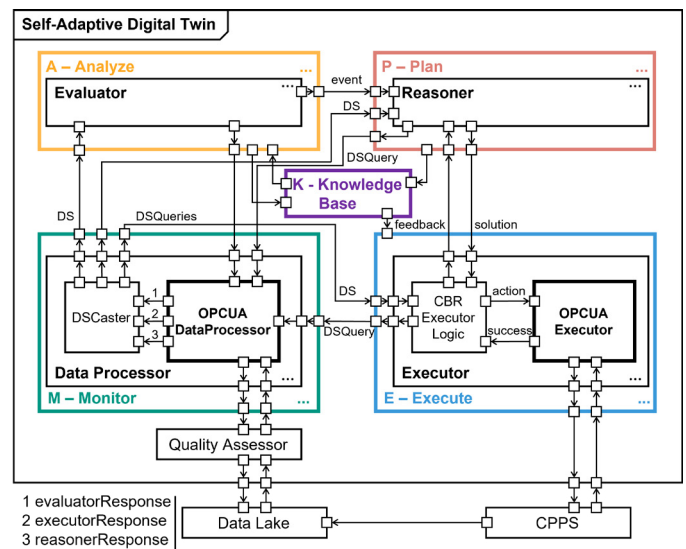 Self-Adaptive Digital Twin
A – Analyze
...
Evaluator
...
event
DS
P – Plan
...
Reasoner
...
DSQuery
K - Knowledge
Base
DS
DSQueries
feedback
solution
DSCaster
1
2
3
OPCUA
DataProcessor
Data Processor
...
M – Monitor
...
DS
DSQuery
CBR
Executor
Logic
action
success
OPCUA
Executor
Executor
...
E – Execute
...
Quality Assessor
1 evaluatorResponse
2 executorResponse
3 reasonerResponse
Data Lake
CPPS